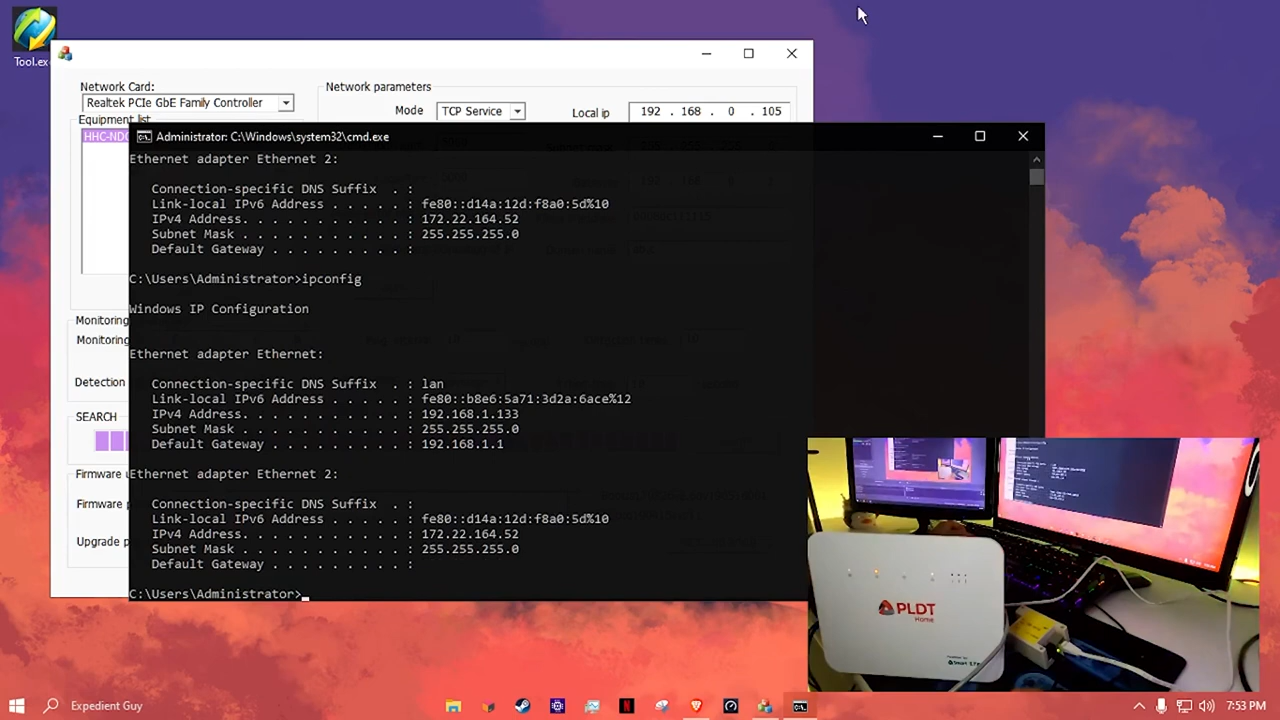 Tool.exe
Network Card:
Realtek PCIe GbE Family Controller
Equipment list
HHC-NDC
Network parameters
Mode
TCP Service
Local ip
192 . 168 . 0 . 105
Administrator: C:\Windows\system32\cmd.exe
Ethernet adapter Ethernet 2:
Connection-specific DNS Suffix . :
Link-local IPv6 Address . . . . . : fe80::d14a:12d:f8a0:5d%10
IPv4 Address. . . . . . . . . . . : 172.22.164.52
Subnet Mask . . . . . . . . . . . : 255.255.255.0
Default Gateway . . . . . . . . . :
C:\Users\Administrator>ipconfig
Windows IP Configuration
Ethernet adapter Ethernet:
Connection-specific DNS Suffix . : lan
Link-local IPv6 Address . . . . . : fe80::b8e6:5a71:3d2a:6ace%12
IPv4 Address. . . . . . . . . . . : 192.168.1.133
Subnet Mask . . . . . . . . . . . : 255.255.255.0
Default Gateway . . . . . . . . . : 192.168.1.1
Ethernet adapter Ethernet 2:
Connection-specific DNS Suffix . :
Link-local IPv6 Address . . . . . : fe80::d14a:12d:f8a0:5d%10
IPv4 Address. . . . . . . . . . . : 172.22.164.52
Subnet Mask . . . . . . . . . . . : 255.255.255.0
Default Gateway . . . . . . . . . :
C:\Users\Administrator>
Monitoring
Monitoring
Detection
SEARCH
Firmware u
Firmware p
Upgrade p
PLDT
Home
Expedient Guy
7:53 PM